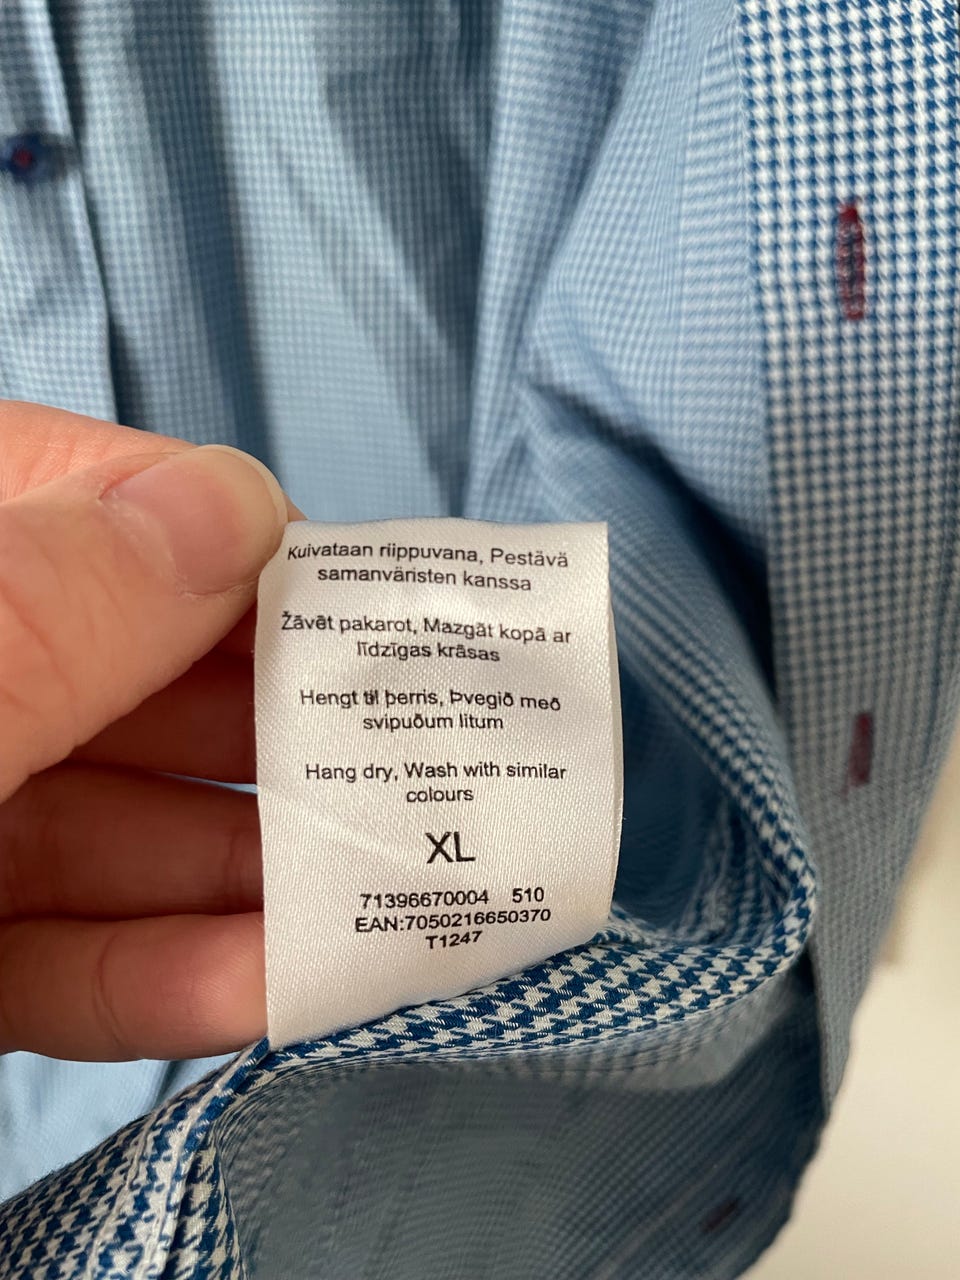 Kuivataan riippuvana, Pestävä
samanväristen kanssa
Žāvēt pakarot, Mazgāt kopā ar
līdzīgas krāsas
Hengt til þerris, Þvegið með
svipuðum litum
Hang dry, Wash with similar
colours
XL
71396670004 510
EAN:7050216650370
T1247